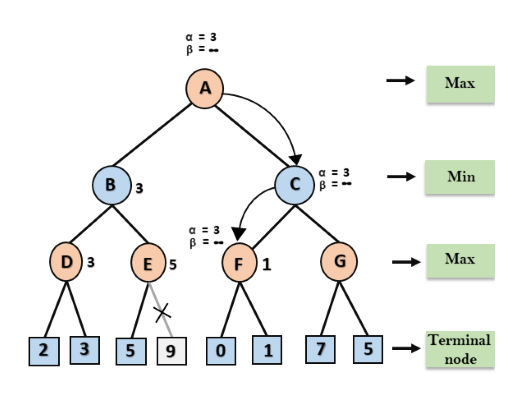 α = 3
β = ∞
A
Max
B
3
C
α = 3
β = ∞
Min
α = 3
β = ∞
D
3
E
5
F
1
G
Max
2
3
5
9
0
1
7
5
Terminal
node